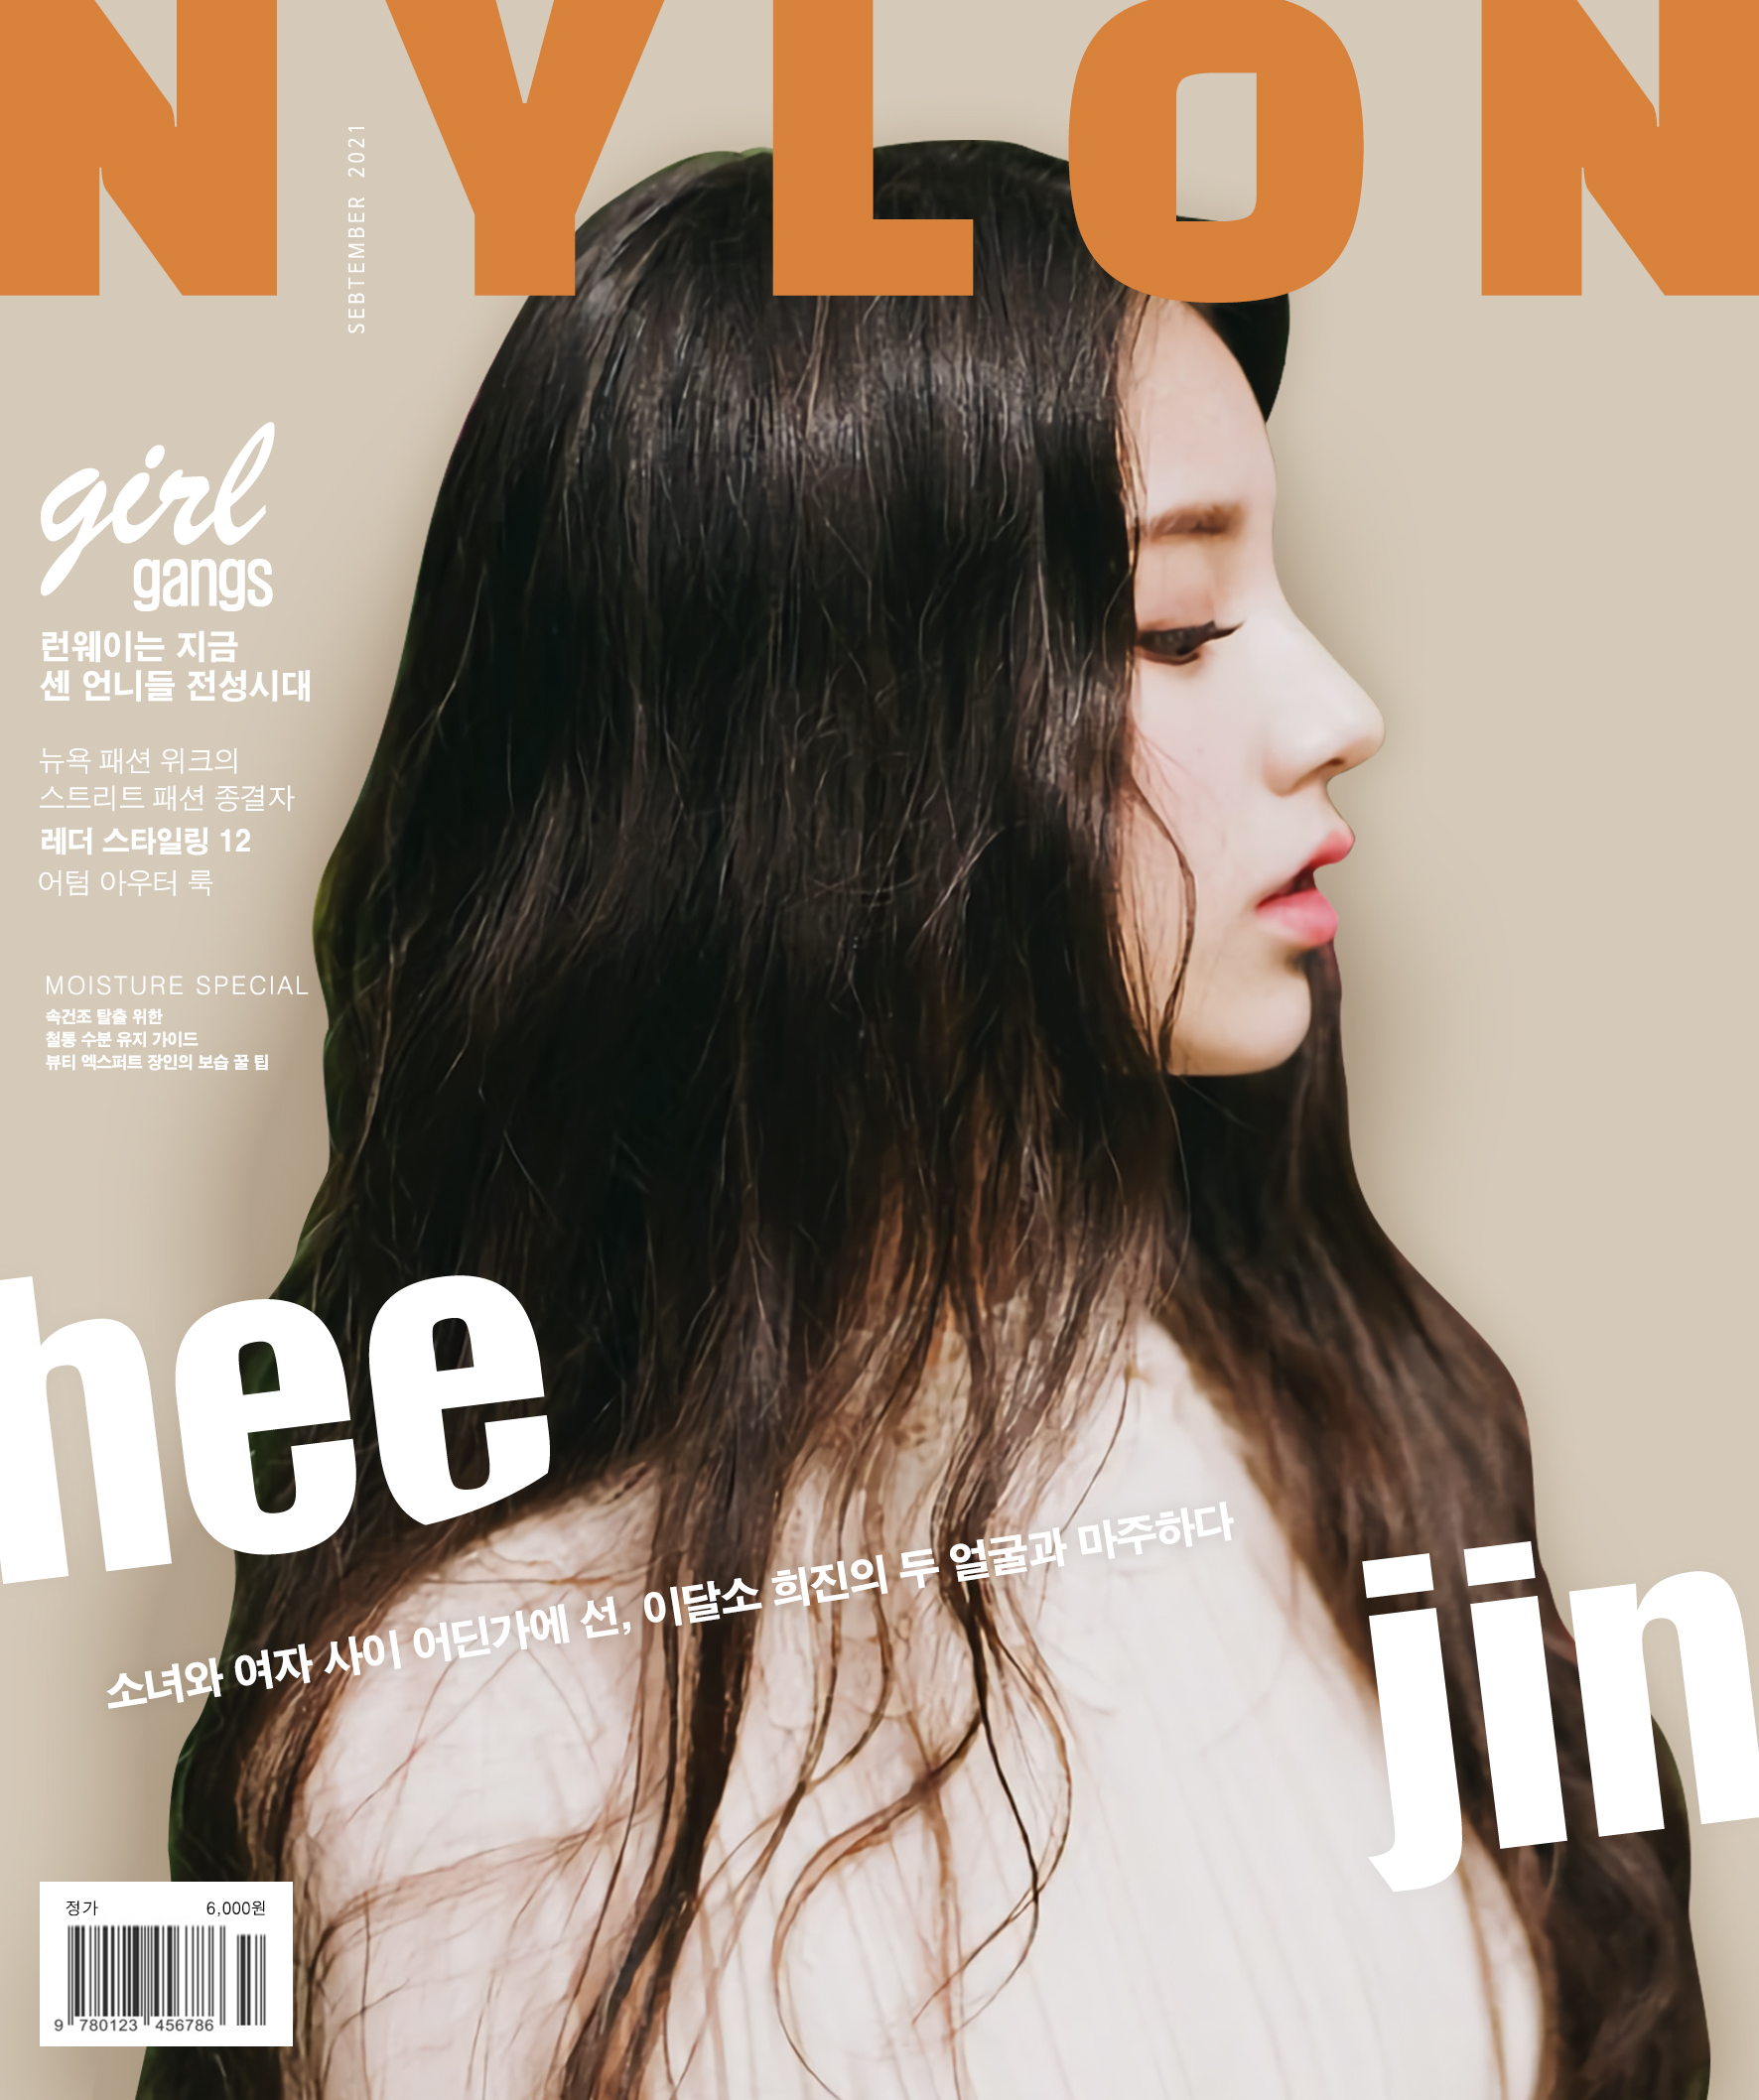 NYLON
SEBTEMBER 2021
girl
gangs
런웨이는 지금
센 언니들 전성시대
뉴욕 패션 위크의
스트리트 패션 종결자
레더 스타일링 12
어텀 아우터 룩
MOISTURE SPECIAL
속건조 탈츌 위한
철통 수분 유지 가이드
뷰티 엑스퍼트 장인의 보습 꿀 팁
hee
소녀와 여자 사이 어딘가에 선, 이달소 희진의 두 얼굴과 마주하다
jin
정가 6,000원
9 780123 456786